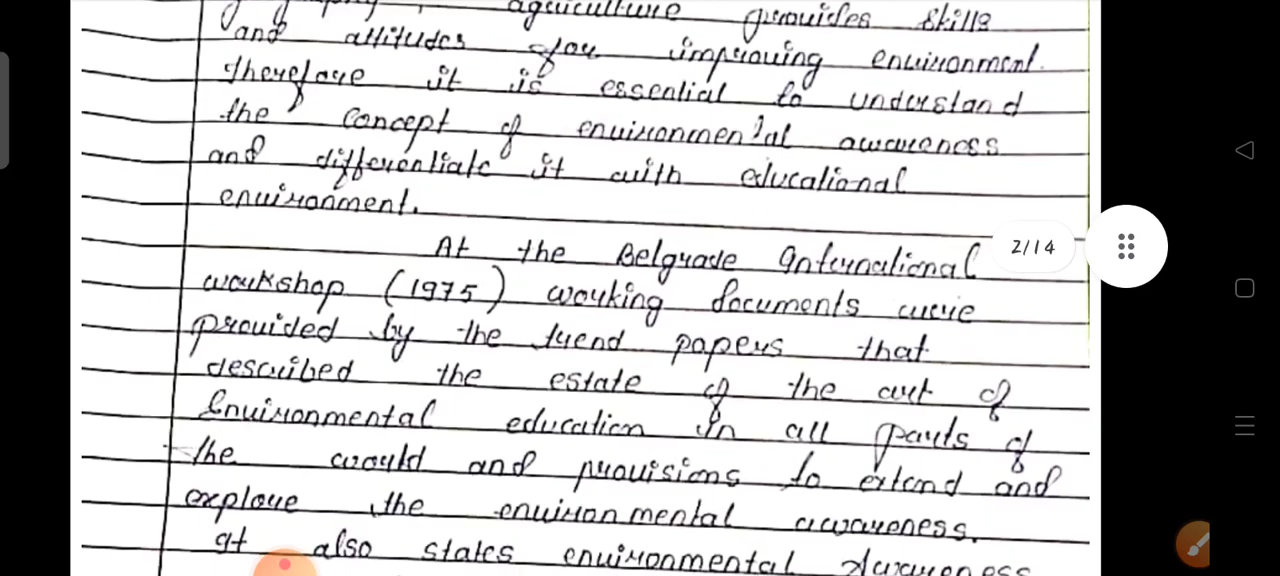 agriculture provides skills
and attitudes for improving environment.
Therefore it is essential to understand
the concept of environmental awareness
and differentiate it with educational
environment.
At the Belgrade International
workshop (1975) working documents were
provided by the trend papers that
described the estate of the art of
Environmental education in all parts of
the world and provisions to extend and
explore the environmental awareness.
It also states environmental Awareness
2/14